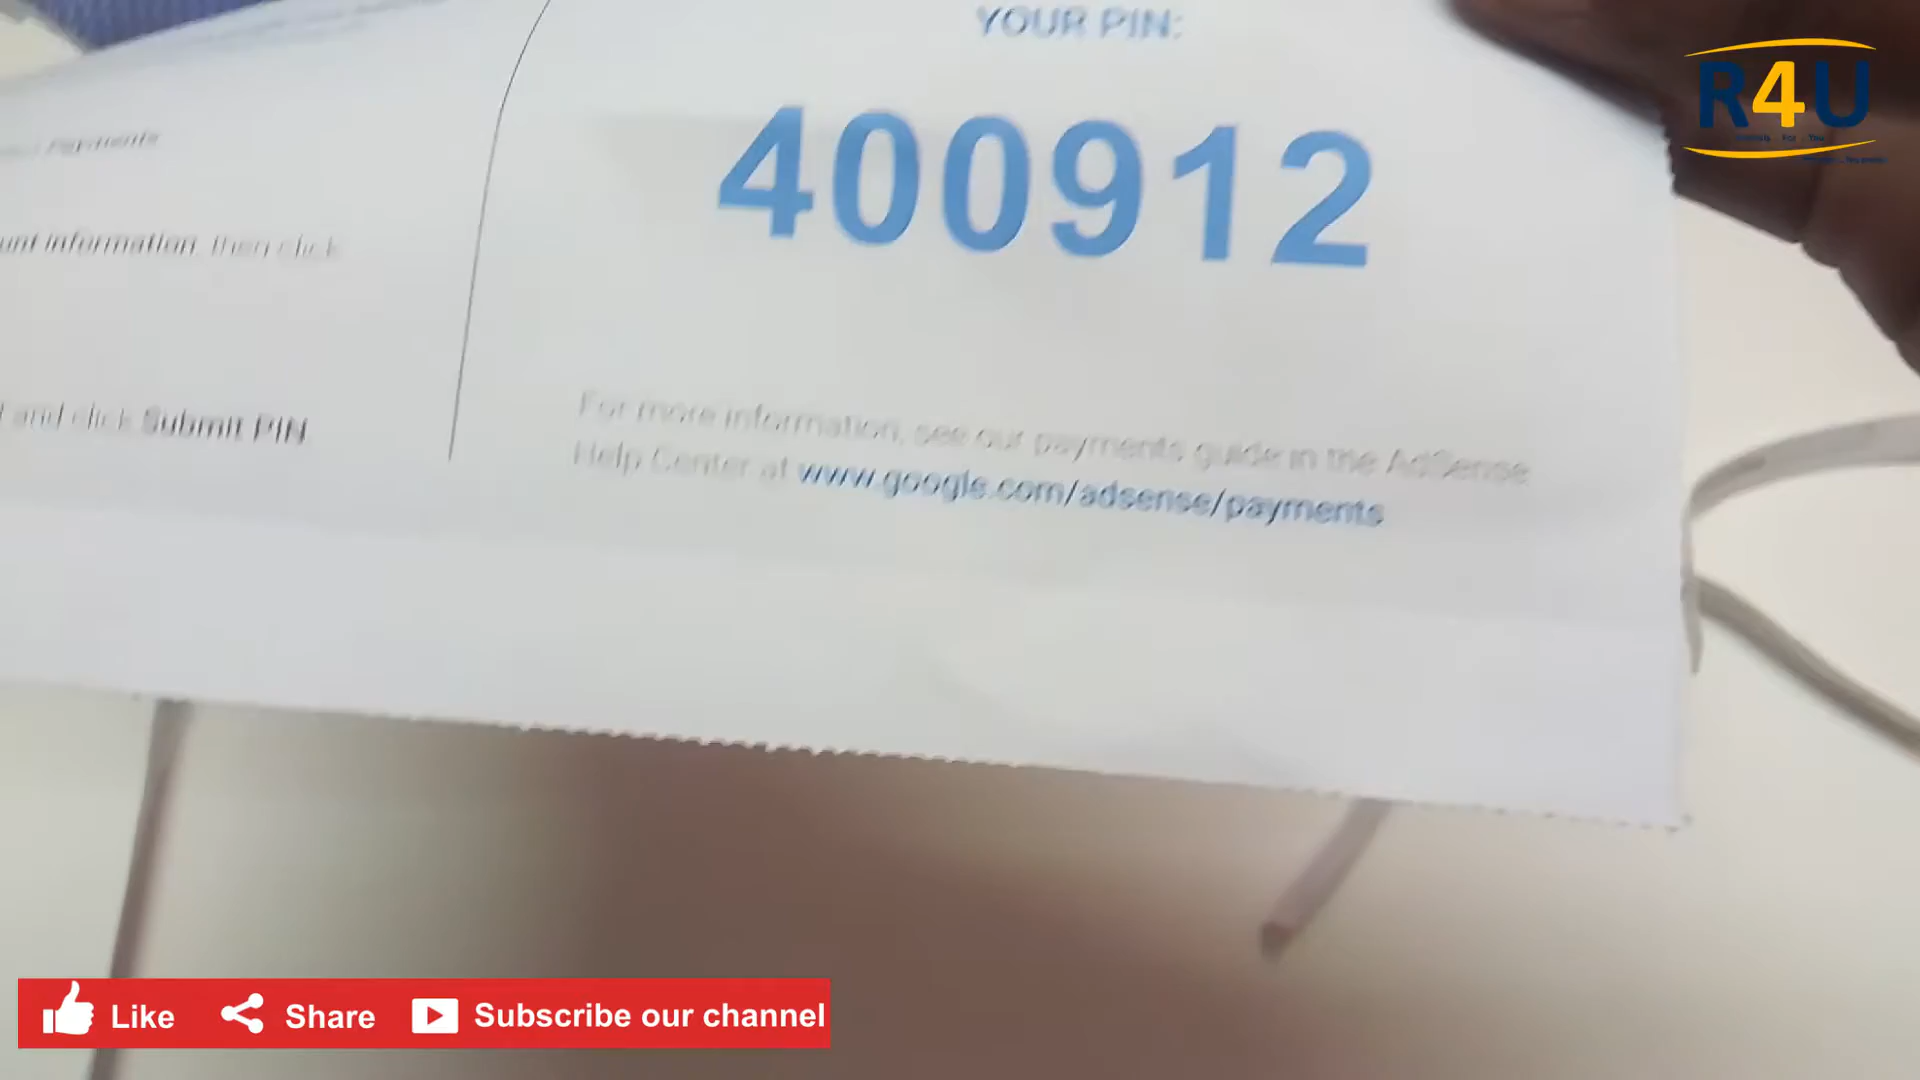 YOUR PIN:
400912
Payments
information, then click
and click Submit PIN
For more information, see our payments guide in the AdSense
Help Center at www.google.com/adsense/payments
R4U
Like
Share
Subscribe our channel